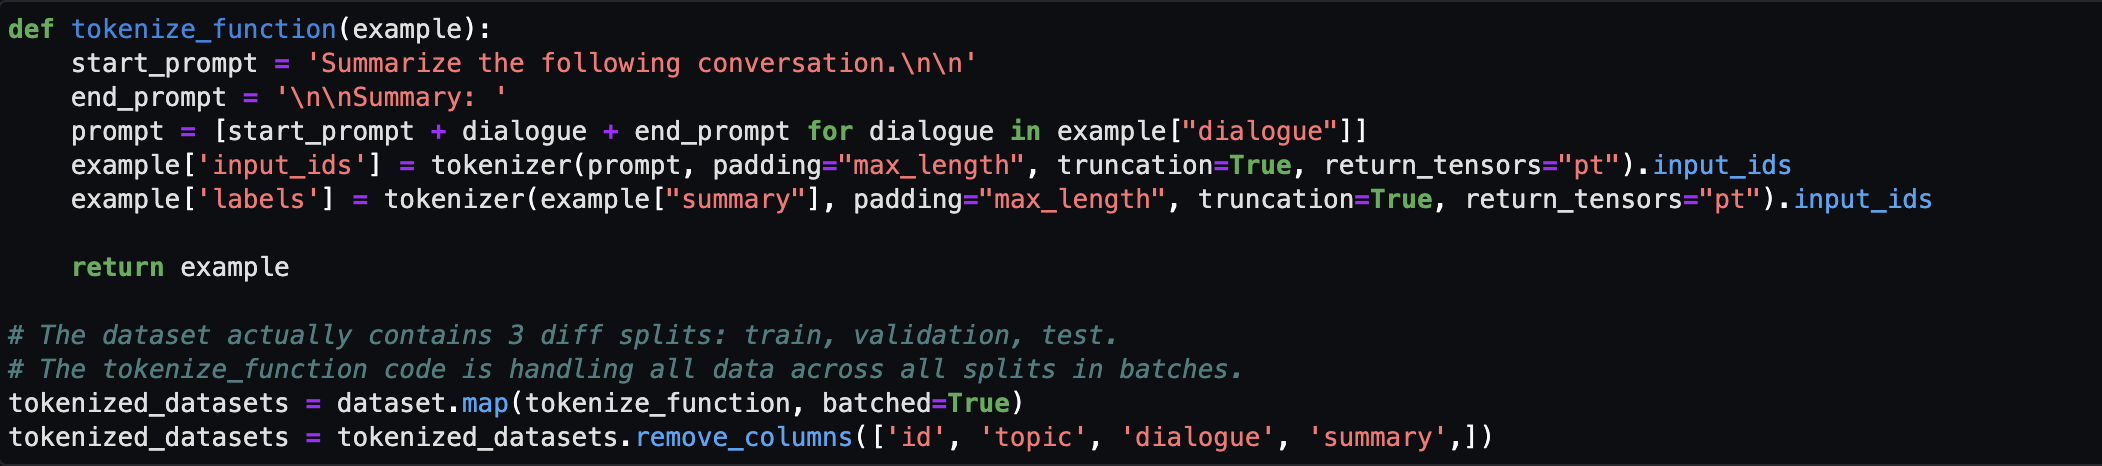 def tokenize_function(example):
    start_prompt = 'Summarize the following conversation.\n\n'
    end_prompt = '\n\nSummary: '
    prompt = [start_prompt + dialogue + end_prompt for dialogue in example["dialogue"]]
    example['input_ids'] = tokenizer(prompt, padding="max_length", truncation=True, return_tensors="pt").input_ids
    example['labels'] = tokenizer(example["summary"], padding="max_length", truncation=True, return_tensors="pt").input_ids

    return example

# The dataset actually contains 3 diff splits: train, validation, test.
# The tokenize_function code is handling all data across all splits in batches.
tokenized_datasets = dataset.map(tokenize_function, batched=True)
tokenized_datasets = tokenized_datasets.remove_columns(['id', 'topic', 'dialogue', 'summary',])